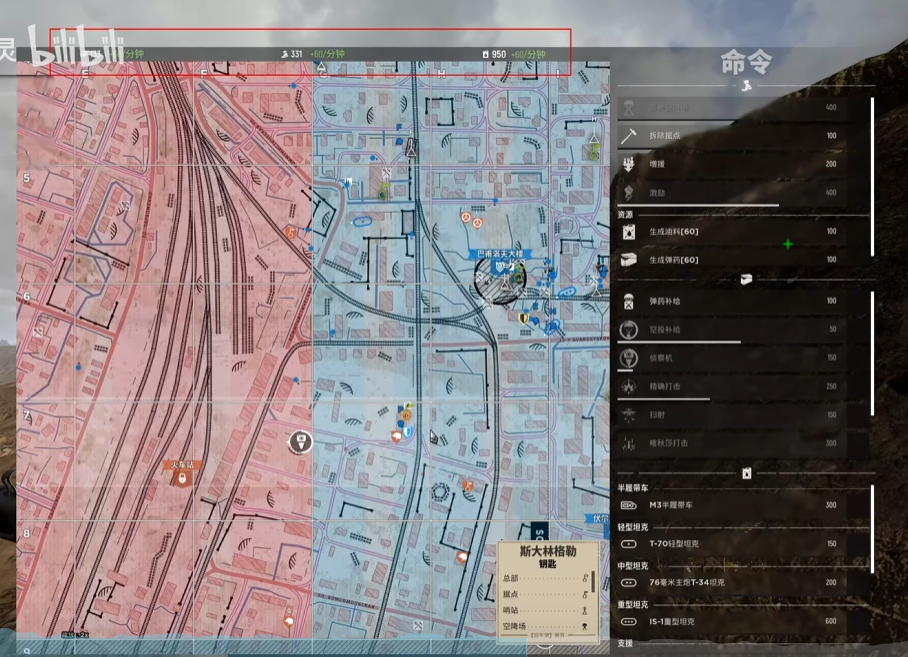 灵 bilibili
/分钟
331 +60/分钟
950 +60/分钟
命令
E
F
G
H
I
400
拆除据点 100
增援 200
激励 400
资源
生成油料[60] 100
生成弹药[60] 100
弹药补给 100
空投补给 50
侦察机 150
精确打击 250
扫射 150
喀秋莎打击 300
半履带车
M3半履带车 300
轻型坦克
T-70轻型坦克 150
中型坦克
76毫米主炮T-34坦克 200
重型坦克
IS-1重型坦克 600
支援
5
6
7
8
9
巴甫洛夫大楼
火车站
伏尔
斯大林格勒
钥匙
总部
据点
哨站
空降场